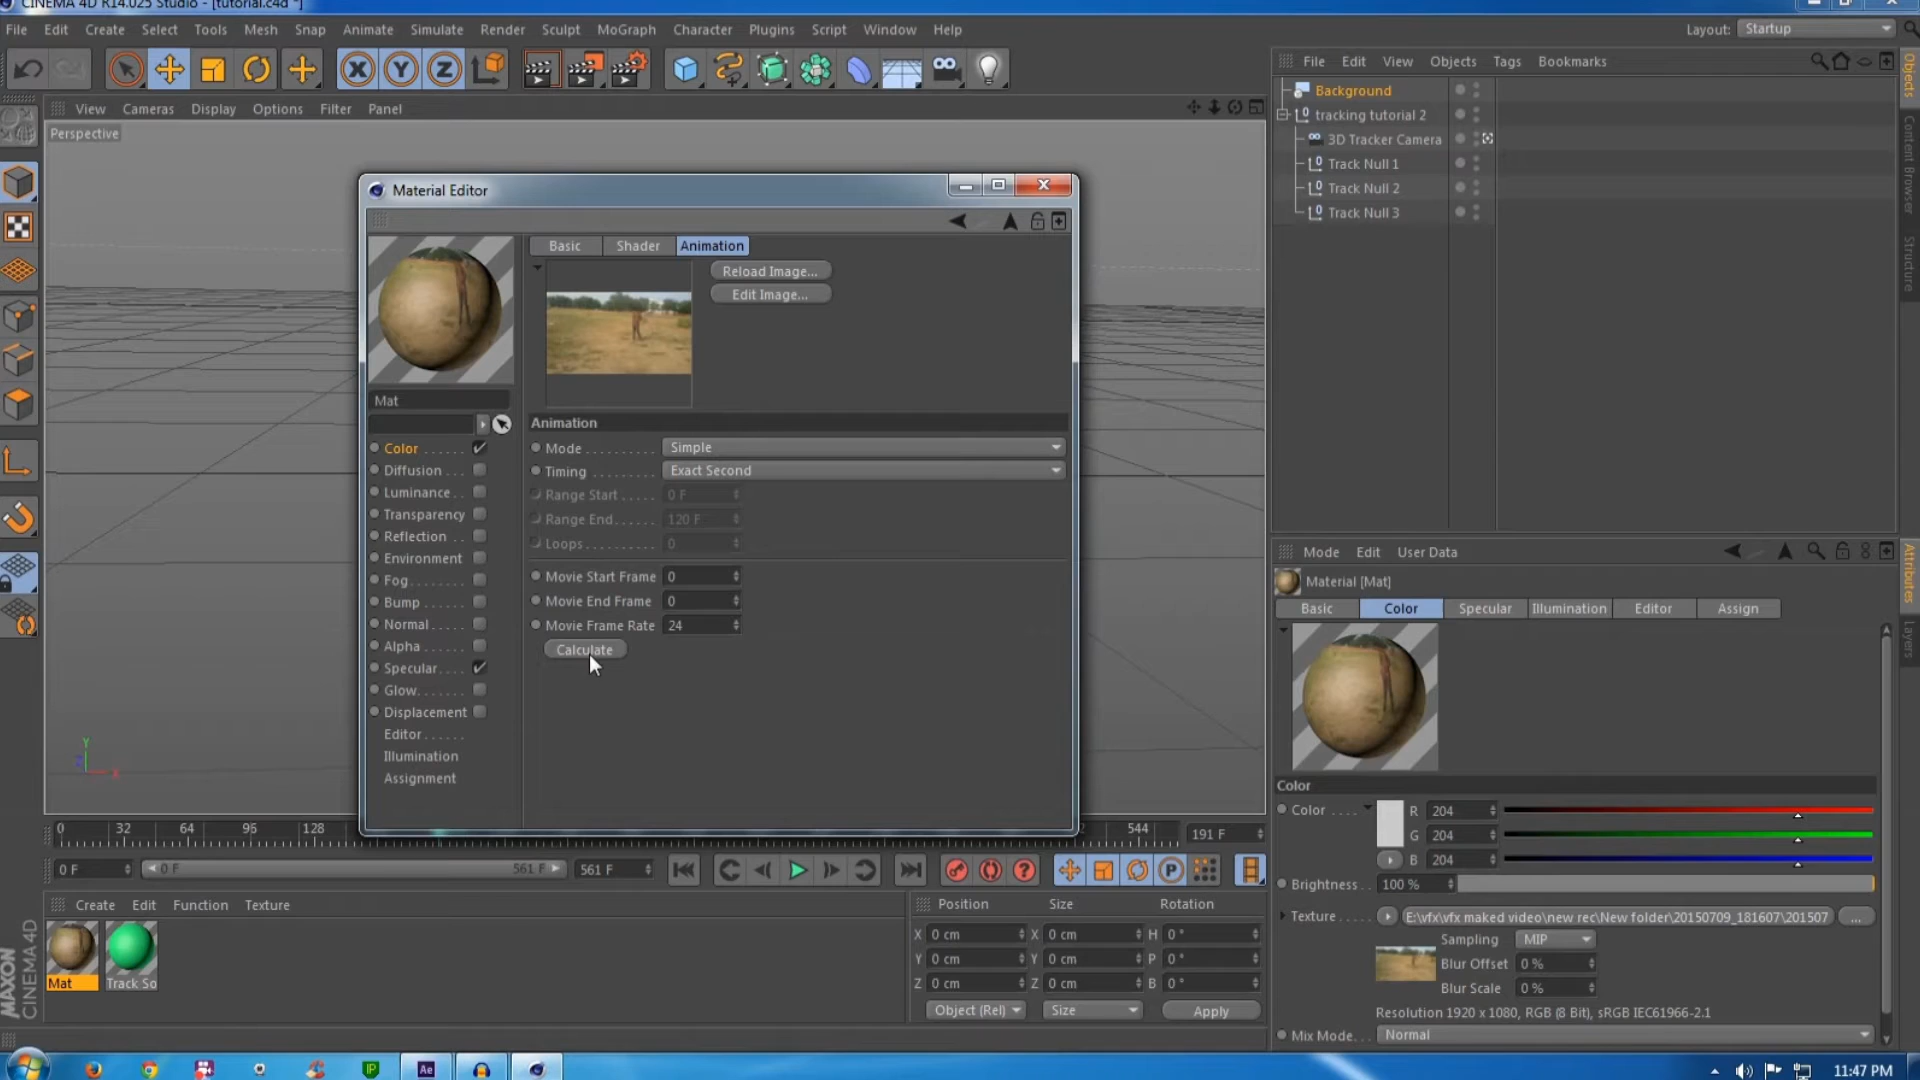 CINEMA 4D R14.025 Studio - [tutorial.c4d *]
File Edit Create Select Tools Mesh Snap Animate Simulate Render Sculpt MoGraph Character Plugins Script Window Help
Layout: Startup
View Cameras Display Options Filter Panel
Perspective
File Edit View Objects Tags Bookmarks
Background
tracking tutorial 2
3D Tracker Camera
Track Null 1
Track Null 2
Track Null 3
Objects
Content Browser
Structure
Material Editor
Basic Shader Animation
Reload Image...
Edit Image...
Mat
Animation
Color
Diffusion
Luminance
Transparency
Reflection
Environment
Fog
Bump
Normal
Alpha
Specular
Glow
Displacement
Editor
Illumination
Assignment
Mode Simple
Timing Exact Second
Range Start 0 F
Range End 120 F
Loops 0
Movie Start Frame 0
Movie End Frame 0
Movie Frame Rate 24
Calculate
Y
Z X
0 32 64 96 128 2 544 191 F
0 F 0 F 561 F 561 F
P
Create Edit Function Texture
Mat Track So
MAXON
CINEMA 4D
Position Size Rotation
X 0 cm X 0 cm H 0 °
Y 0 cm Y 0 cm P 0 °
Z 0 cm Z 0 cm B 0 °
Object (Rel) Size Apply
Mode Edit User Data
Material [Mat]
Basic Color Specular Illumination Editor Assign
Attributes
Layers
Color
Color R 204
G 204
B 204
Brightness 100 %
Texture E:\vfx\vfx maked video\new rec\New folder\20150709_181607\201507 ...
Sampling MIP
Blur Offset 0 %
Blur Scale 0 %
Resolution 1920 x 1080, RGB (8 Bit), sRGB IEC61966-2.1
Mix Mode Normal
IP
Ae
11:47 PM